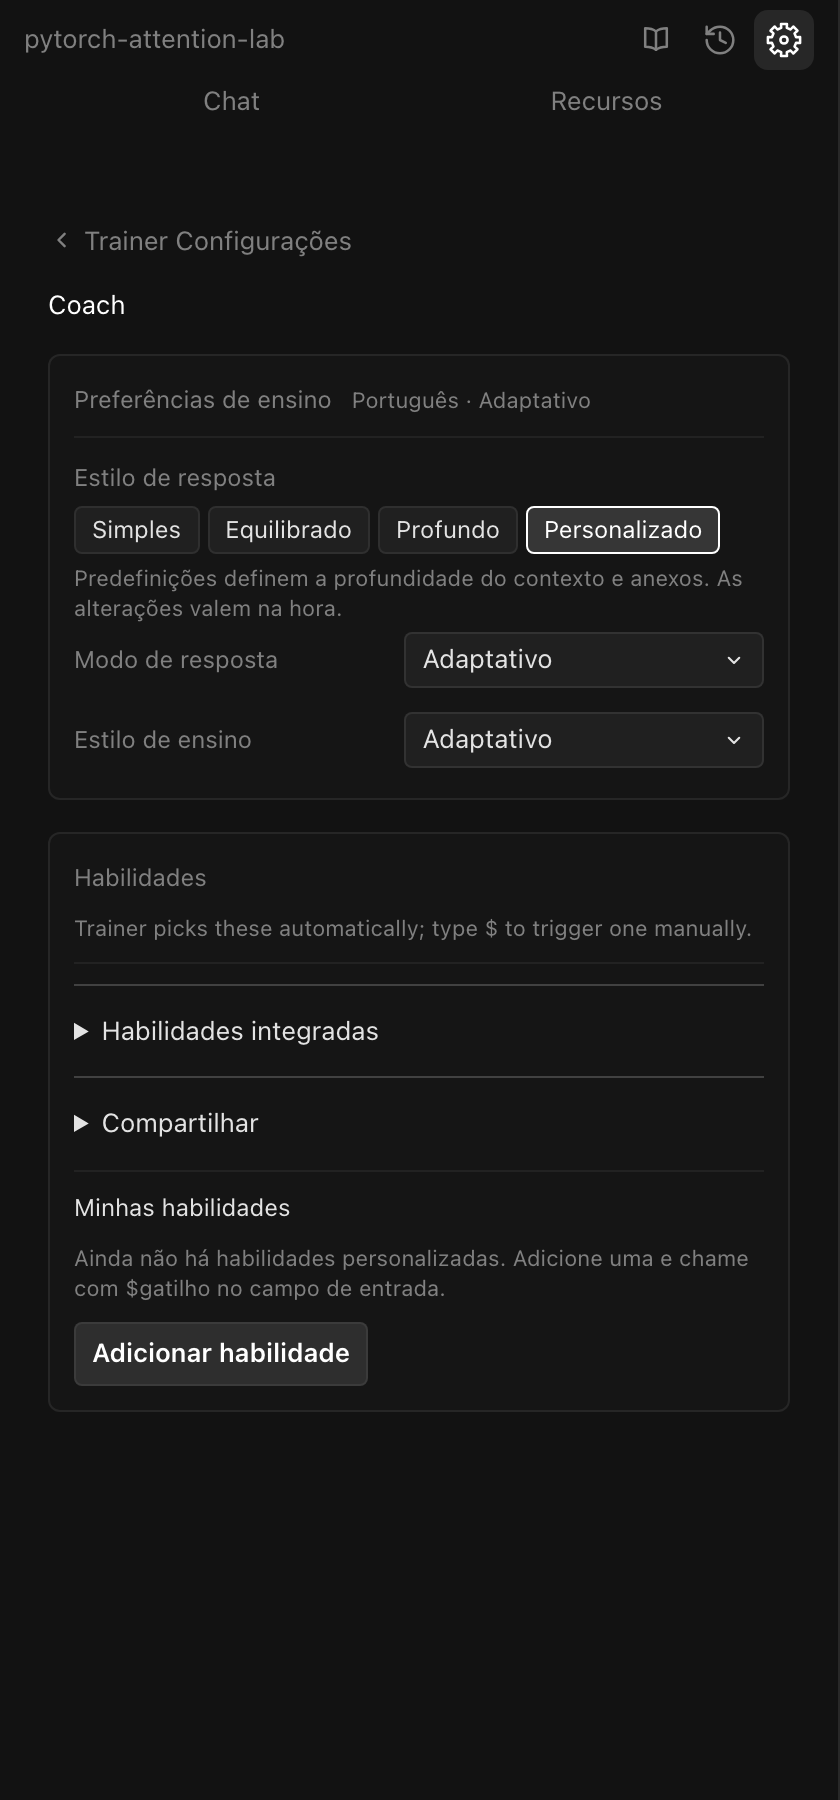 pytorch-attention-lab
Chat
Recursos
Trainer Configurações
Coach
Preferências de ensino Português · Adaptativo
Estilo de resposta
Simples
Equilibrado
Profundo
Personalizado
Predefinições definem a profundidade do contexto e anexos. As
alterações valem na hora.
Modo de resposta
Adaptativo
Estilo de ensino
Adaptativo
Habilidades
Trainer picks these automatically; type $ to trigger one manually.
Habilidades integradas
Compartilhar
Minhas habilidades
Ainda não há habilidades personalizadas. Adicione uma e chame
com $gatilho no campo de entrada.
Adicionar habilidade